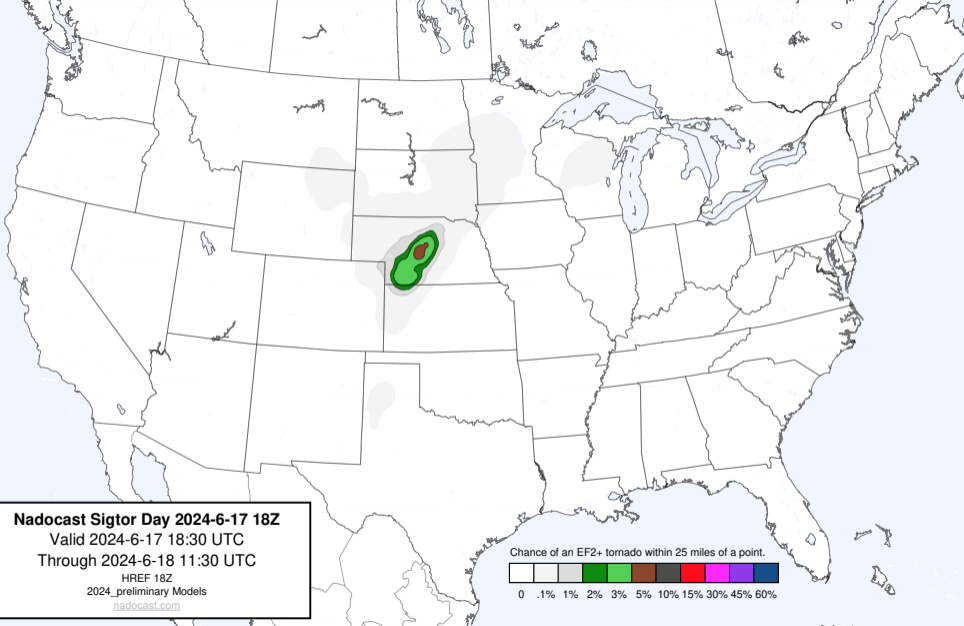 Nadocast Sigtor Day 2024-6-17 18Z
Valid 2024-6-17 18:30 UTC
Through 2024-6-18 11:30 UTC
HREF 18Z
2024_preliminary Models
nadocast.com
Chance of an EF2+ tornado within 25 miles of a point.
0 .1% 1% 2% 3% 5% 10% 15% 30% 45% 60%